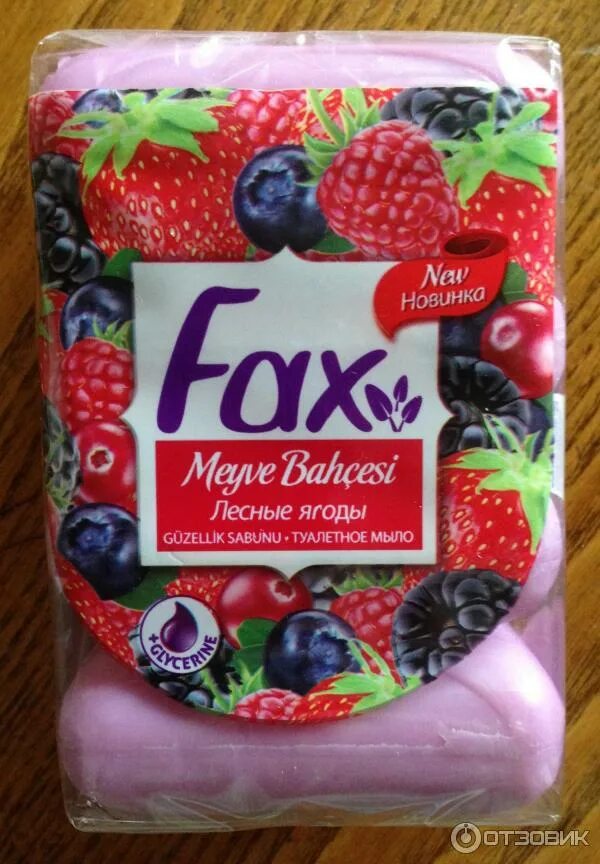 New
Новинка
Fax
Meyve Bahçesi
Лесные ягоды
GÜZELLİK SABUNU • ТУАЛЕТНОЕ МЫЛО
+GLYCERINE
ОТЗОВИК